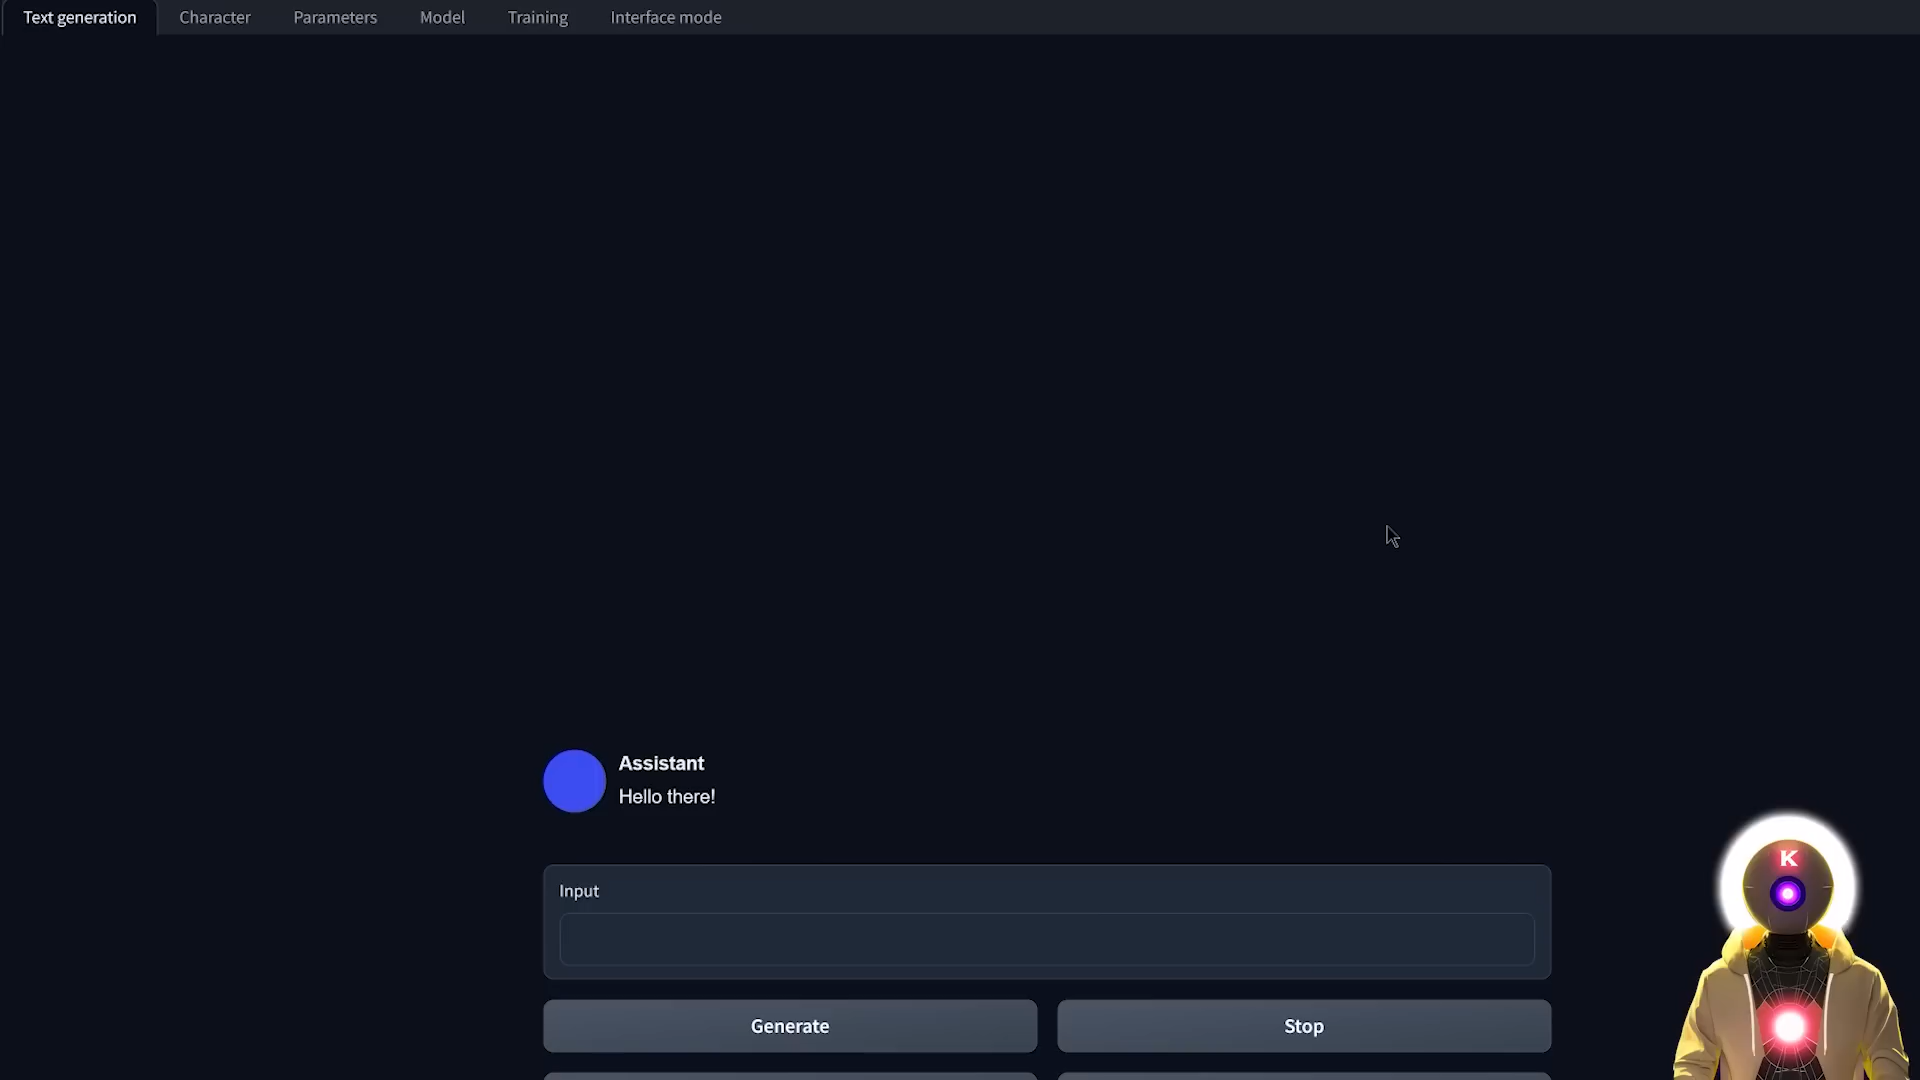 Text generation
Character
Parameters
Model
Training
Interface mode
Assistant
Hello there!
Input
Generate
Stop
K